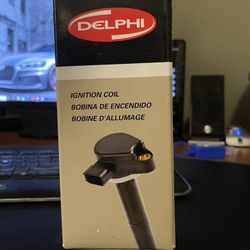 DELPHI
IGNITION COIL
BOBINA DE ENCENDIDO
BOBINE D'ALLUMAGE